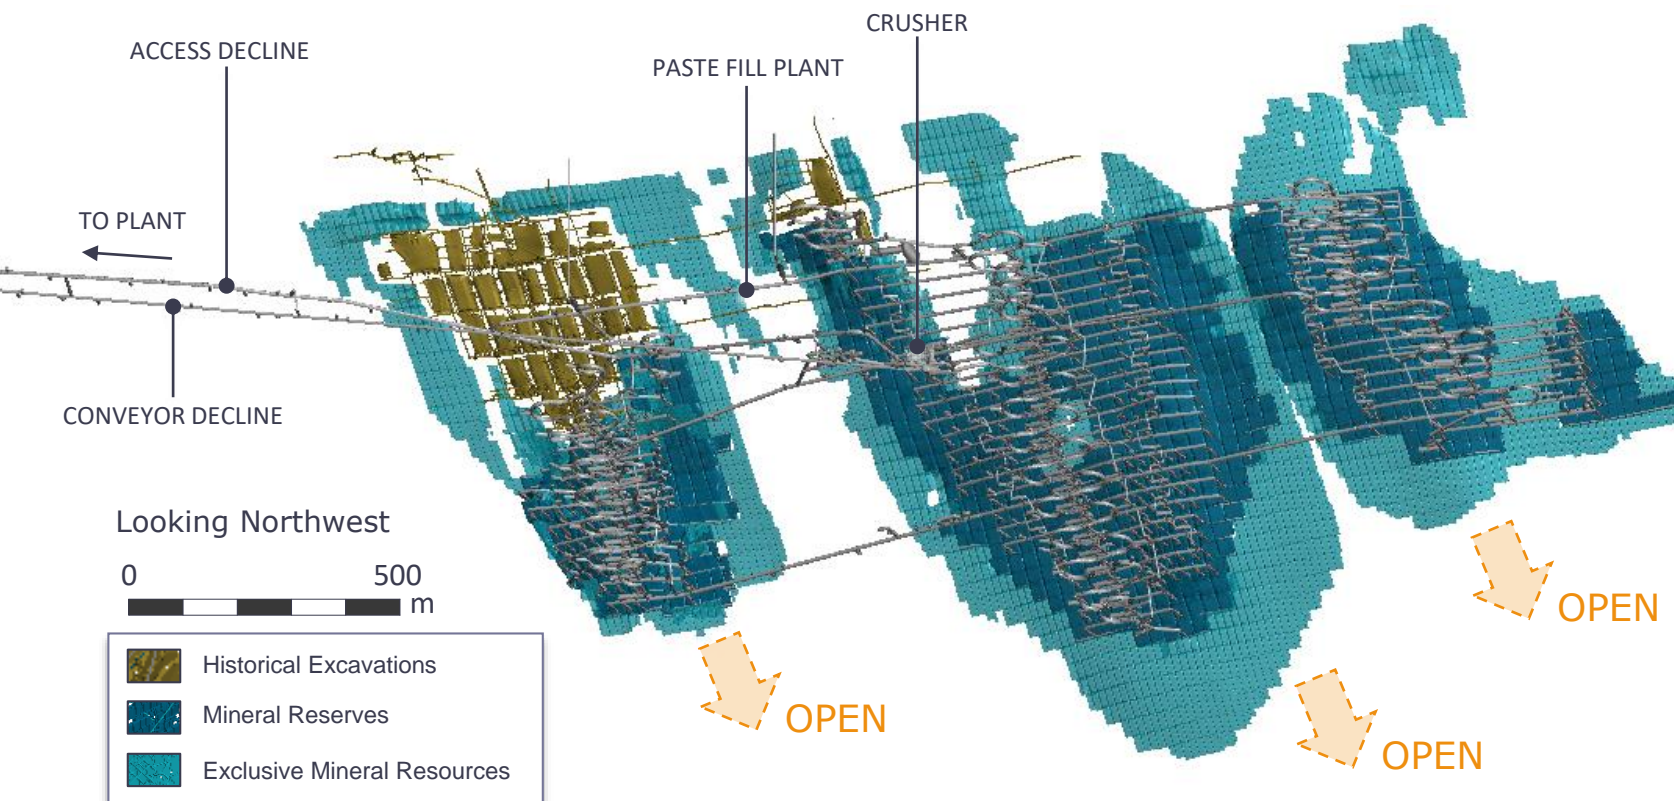 CRUSHER
ACCESS DECLINE
PASTE FILL PLANT
TO PLANT
CONVEYOR DECLINE
Looking Northwest
0 500
m
OPEN
OPEN
OPEN
Historical Excavations
Mineral Reserves
Exclusive Mineral Resources